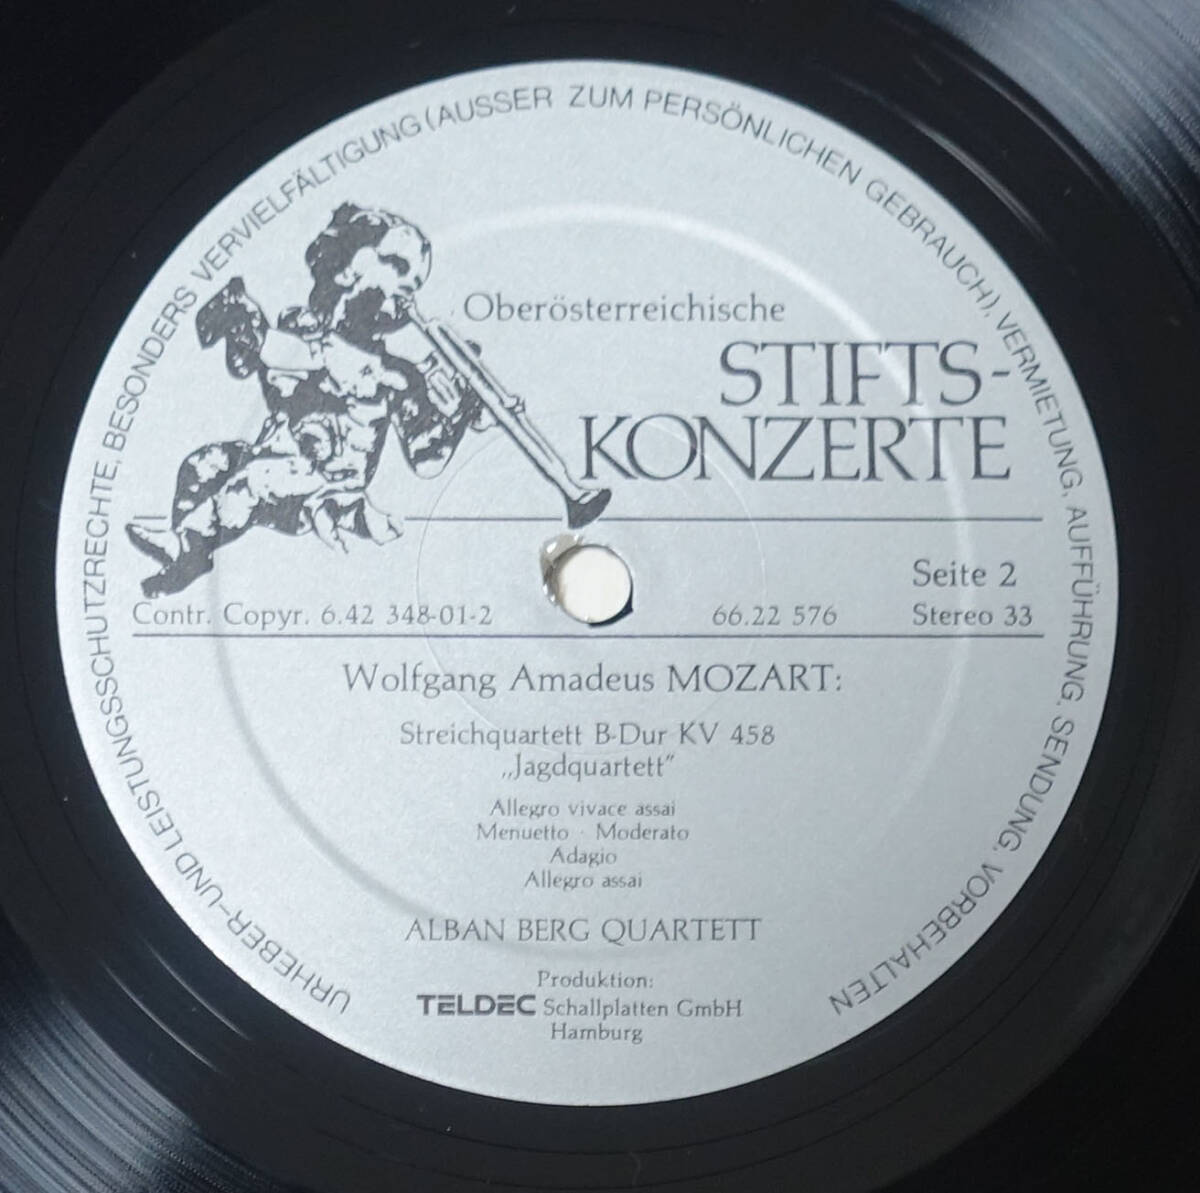 URHEBER-UND LEISTUNGSSCHUTZRECHTE, BESONDERS VERVIELFÄLTIGUNG (AUSSER ZUM PERSÖNLICHEN GEBRAUCH), VERMIETUNG, AUFFÜHRUNG, SENDUNG, VORBEHALTEN
Oberösterreichische
STIFTS-
KONZERTE
Seite 2
Contr. Copyr. 6.42 348-01-2 66.22 576 Stereo 33
Wolfgang Amadeus MOZART:
Streichquartett B-Dur KV 458
„Jagdquartett"
Allegro vivace assai
Menuetto · Moderato
Adagio
Allegro assai
ALBAN BERG QUARTETT
Produktion:
TELDEC Schallplatten GmbH
Hamburg